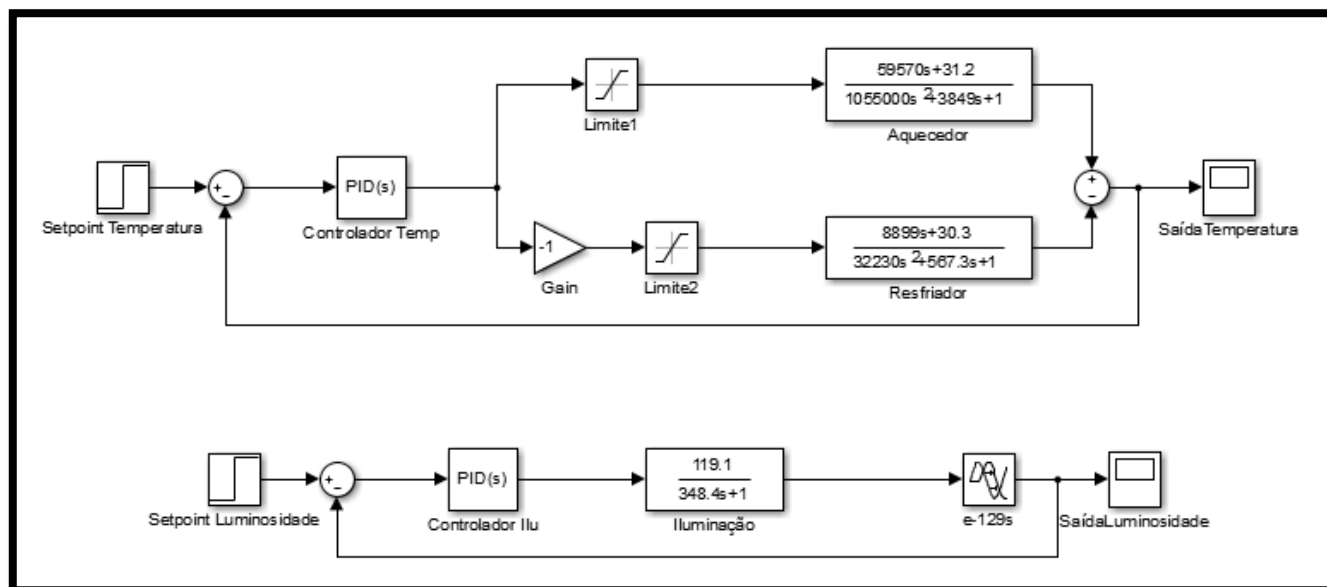 59570s+31.2
1055000s 2+3849s+1
Aquecedor
Limite1
+
-
PID(s)
Setpoint Temperatura
Controlador Temp
+
-
SaídaTemperatura
-1
Gain
Limite2
8899s+30.3
32230s 2+567.3s+1
Resfriador
+
-
PID(s)
119.1
348.4s+1
Setpoint Luminosidade
Controlador Ilu
Iluminação
e-129s
SaídaLuminosidade